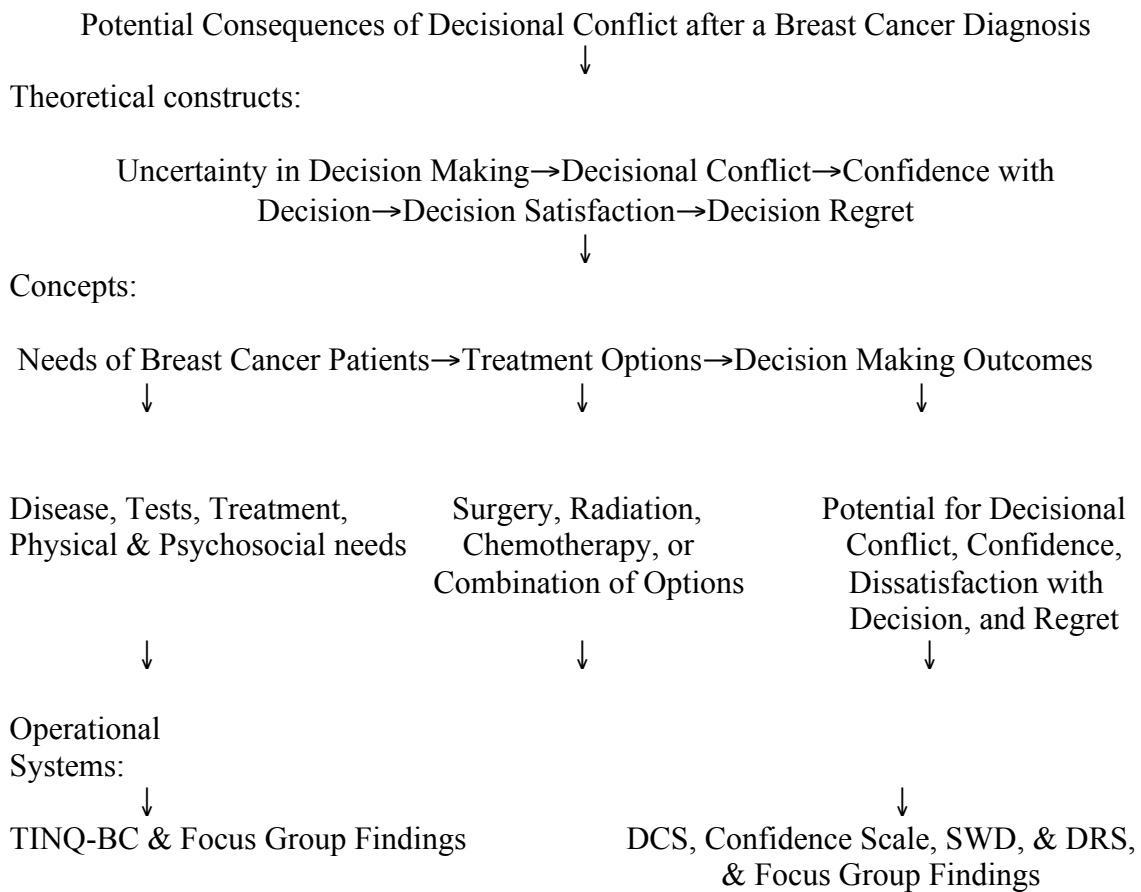 Potential Consequences of Decisional Conflict after a Breast Cancer Diagnosis
↓
Theoretical constructs:
Uncertainty in Decision Making→Decisional Conflict→Confidence with
Decision→Decision Satisfaction→Decision Regret
↓
Concepts:
Needs of Breast Cancer Patients→Treatment Options→Decision Making Outcomes
↓ ↓ ↓
Disease, Tests, Treatment, Surgery, Radiation, Potential for Decisional
Physical & Psychosocial needs Chemotherapy, or Conflict, Confidence,
Combination of Options Dissatisfaction with
Decision, and Regret
↓ ↓ ↓
Operational
Systems:
↓ ↓
TINQ-BC & Focus Group Findings DCS, Confidence Scale, SWD, & DRS,
& Focus Group Findings